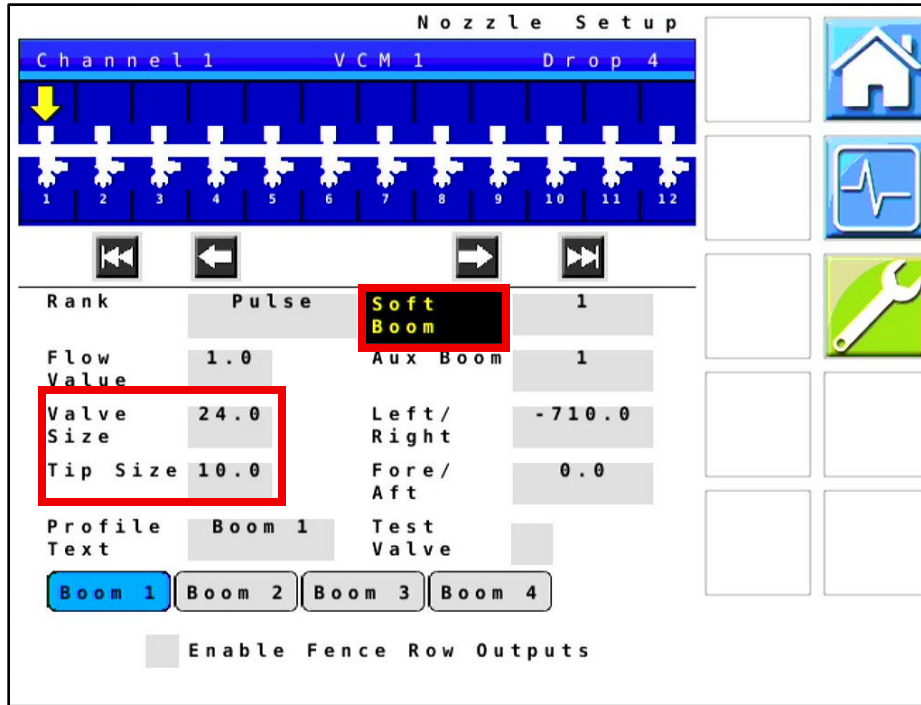 Nozzle Setup
Channel 1 VCM 1 Drop 4
1 2 3 4 5 6 7 8 9 10 11 12
Rank Pulse Soft Boom 1
Flow Value 1.0 Aux Boom 1
Valve Size 24.0 Left/Right -710.0
Tip Size 10.0 Fore/Aft 0.0
Profile Text Boom 1 Test Valve
Boom 1 Boom 2 Boom 3 Boom 4
Enable Fence Row Outputs